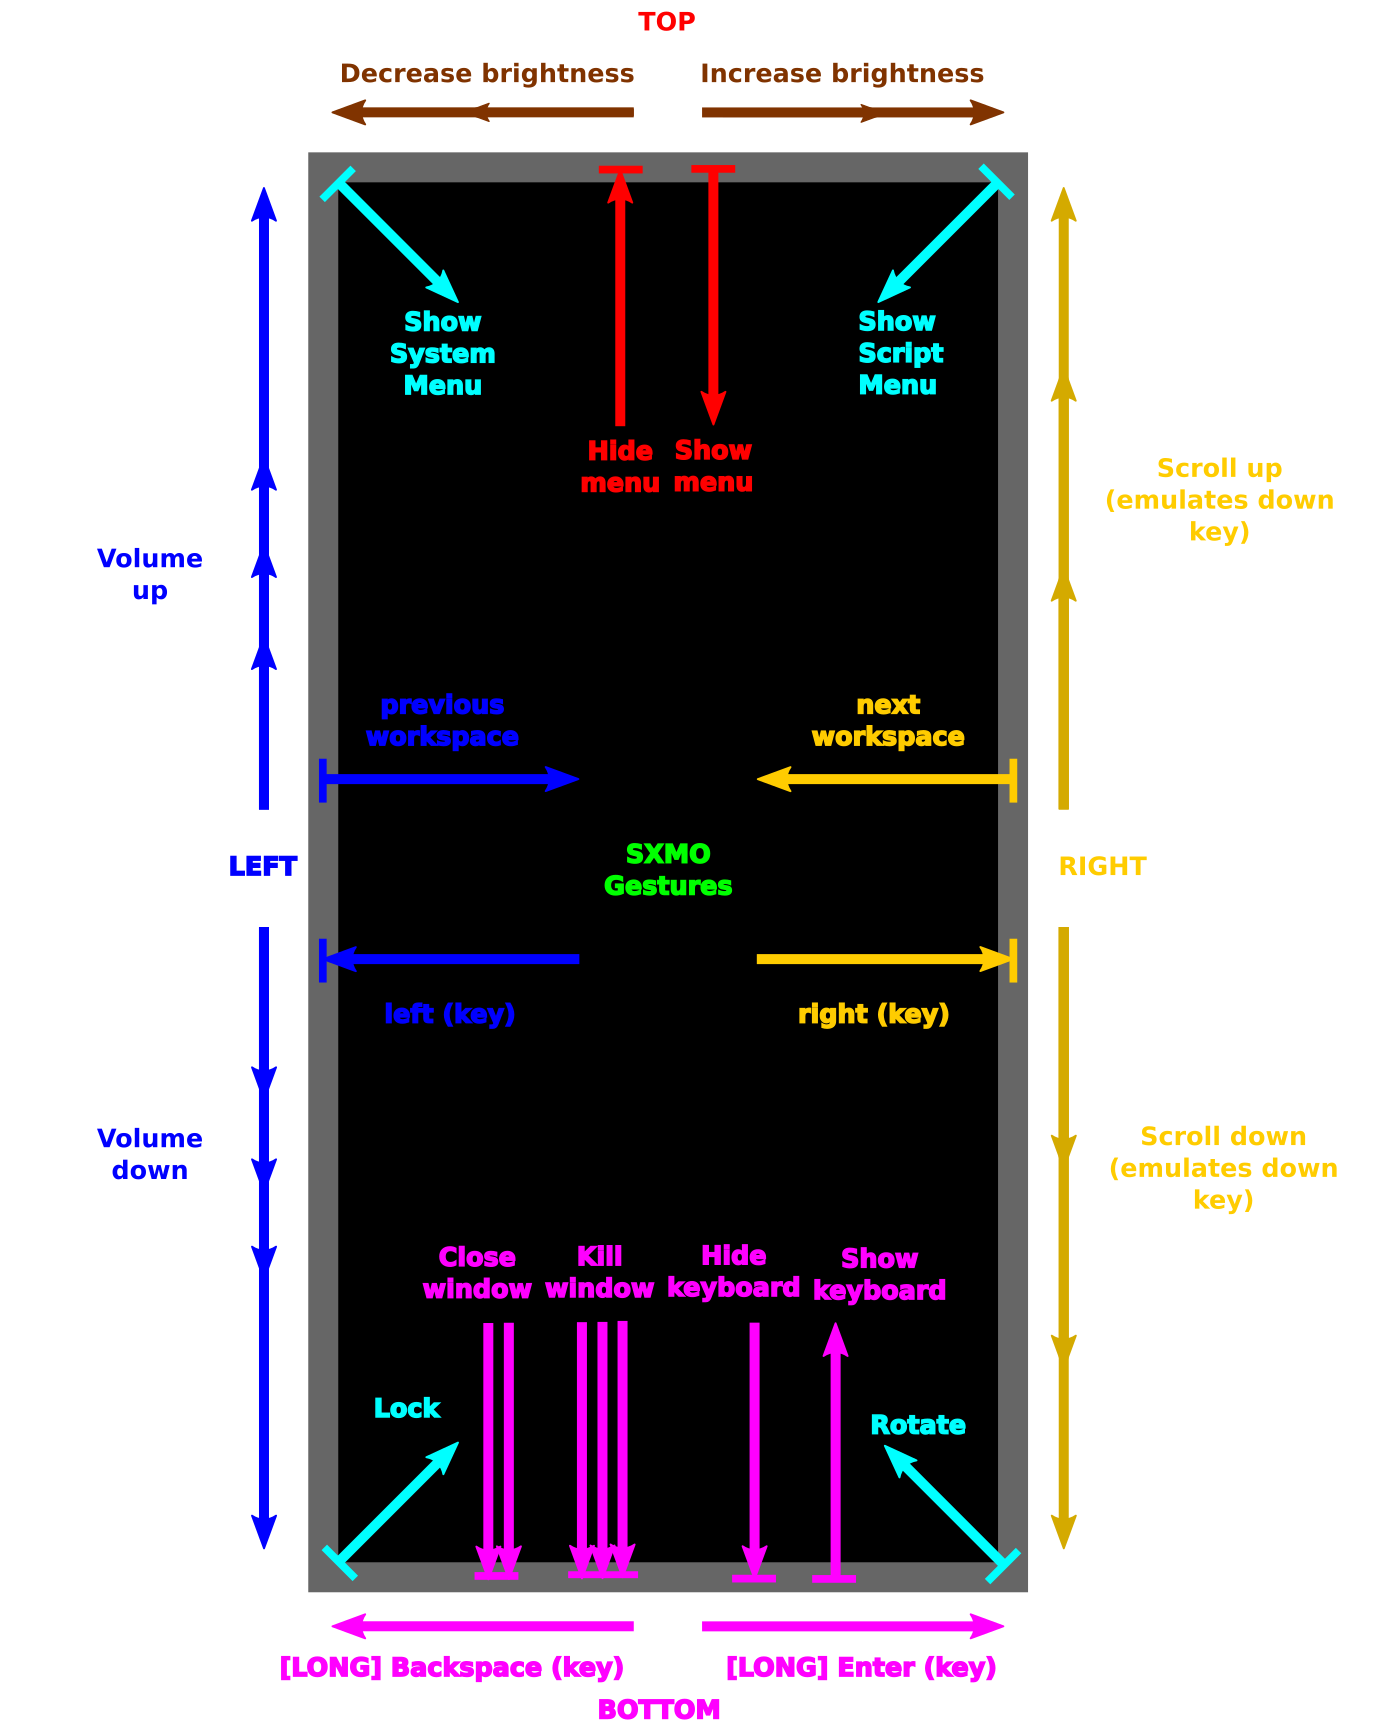 TOP
Decrease brightness
Increase brightness
Show
System
Menu
Show
Script
Menu
Hide
menu
Show
menu
Volume
up
Scroll up
(emulates down
key)
previous
workspace
next
workspace
LEFT
SXMO
Gestures
RIGHT
left (key)
right (key)
Volume
down
Scroll down
(emulates down
key)
Close
window
Kill
window
Hide
keyboard
Show
keyboard
Lock
Rotate
[LONG] Backspace (key)
[LONG] Enter (key)
BOTTOM